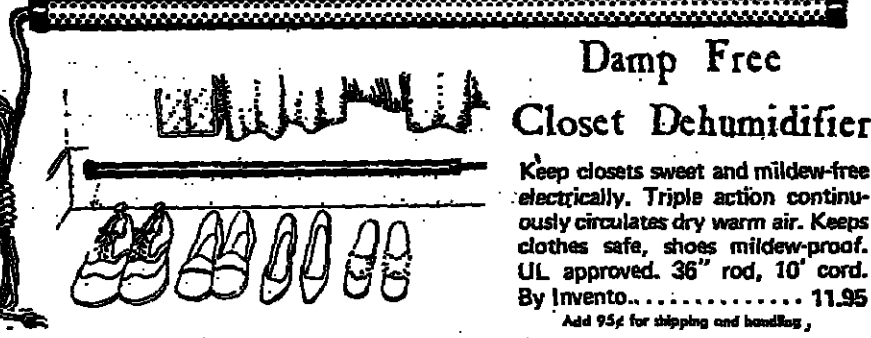 Damp Free
Closet Dehumidifier
Keep closets sweet and mildew-free
electrically. Triple action continu-
ously circulates dry warm air. Keeps
clothes safe, shoes mildew-proof.
UL approved. 36" rod, 10' cord.
By Invento............... 11.95
Add 95¢ for shipping and handling